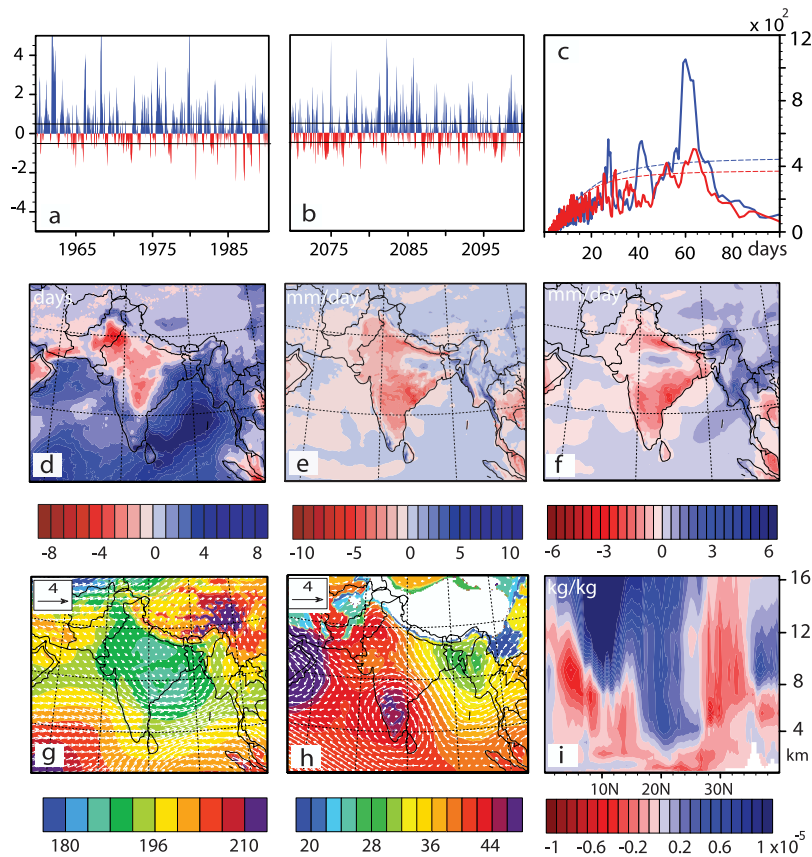 x 10²
4
2
0
-2
-4
a
1965 1975 1985
b
2075 2085 2095
c
12
8
4
0
20 40 60 80 days
days
d
mm/day
e
mm/day
f
-8 -4 0 4 8
-10 -5 0 5 10
-6 -3 0 3 6
4
g
4
h
kg/kg
i
16
12
8
4
km
10N 20N 30N
180 196 210
20 28 36 44
-1 -0.6 -0.2 0.2 0.6 1 x10⁻⁵